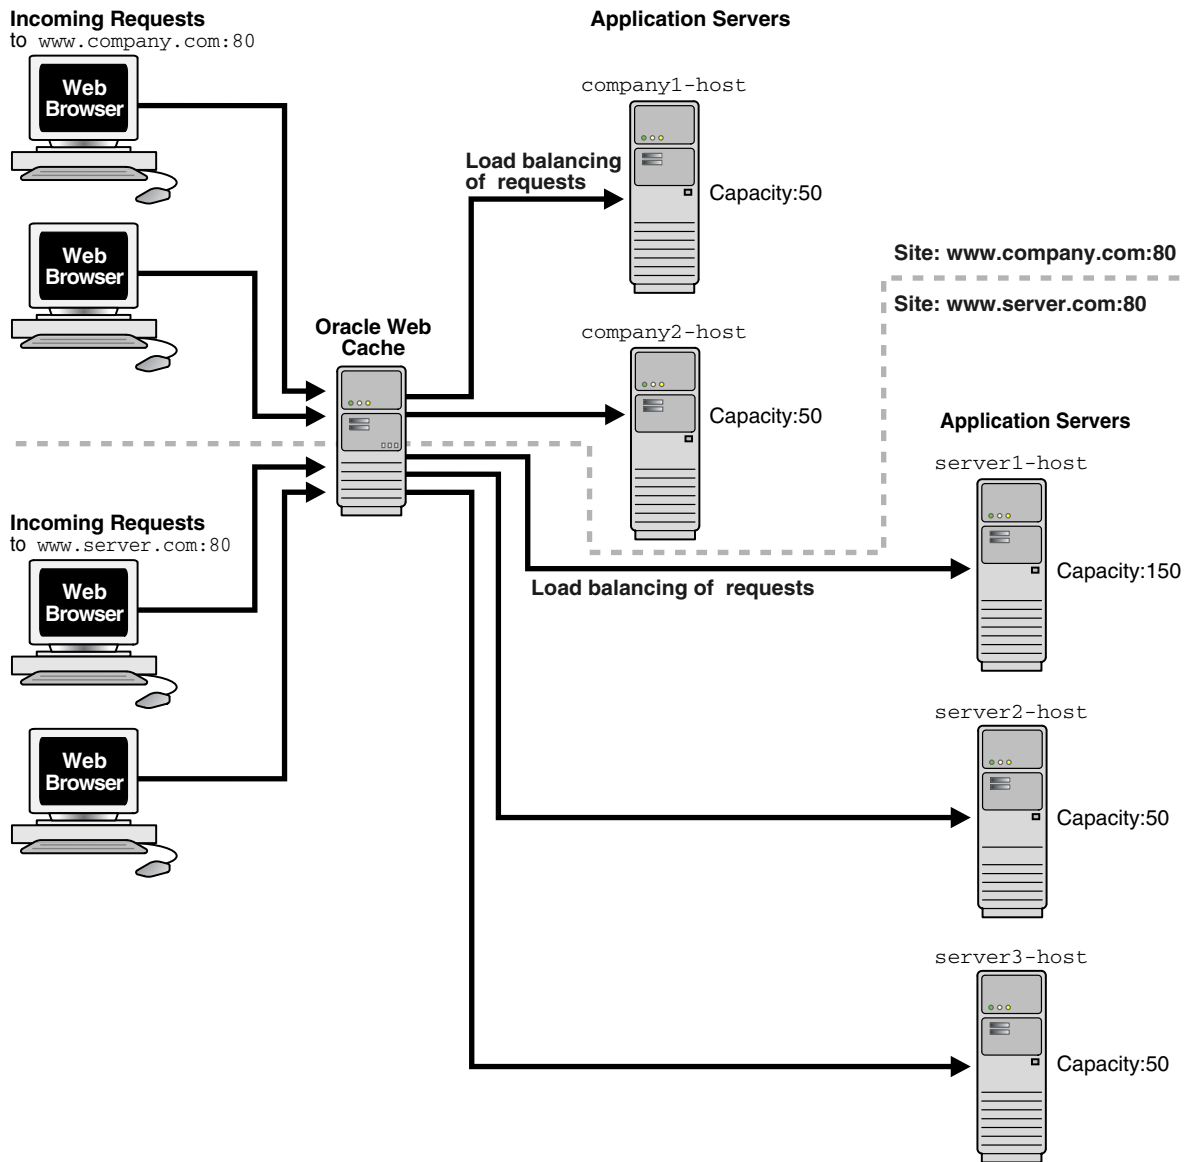 Incoming Requests
to www.company.com:80
Application Servers
Web
Browser
company1-host
Load balancing
of requests
Capacity:50
Web
Browser
Site: www.company.com:80
Site: www.server.com:80
Oracle Web
Cache
company2-host
Capacity:50
Application Servers
server1-host
Incoming Requests
to www.server.com:80
Web
Browser
Load balancing of requests
Capacity:150
server2-host
Web
Browser
Capacity:50
server3-host
Capacity:50